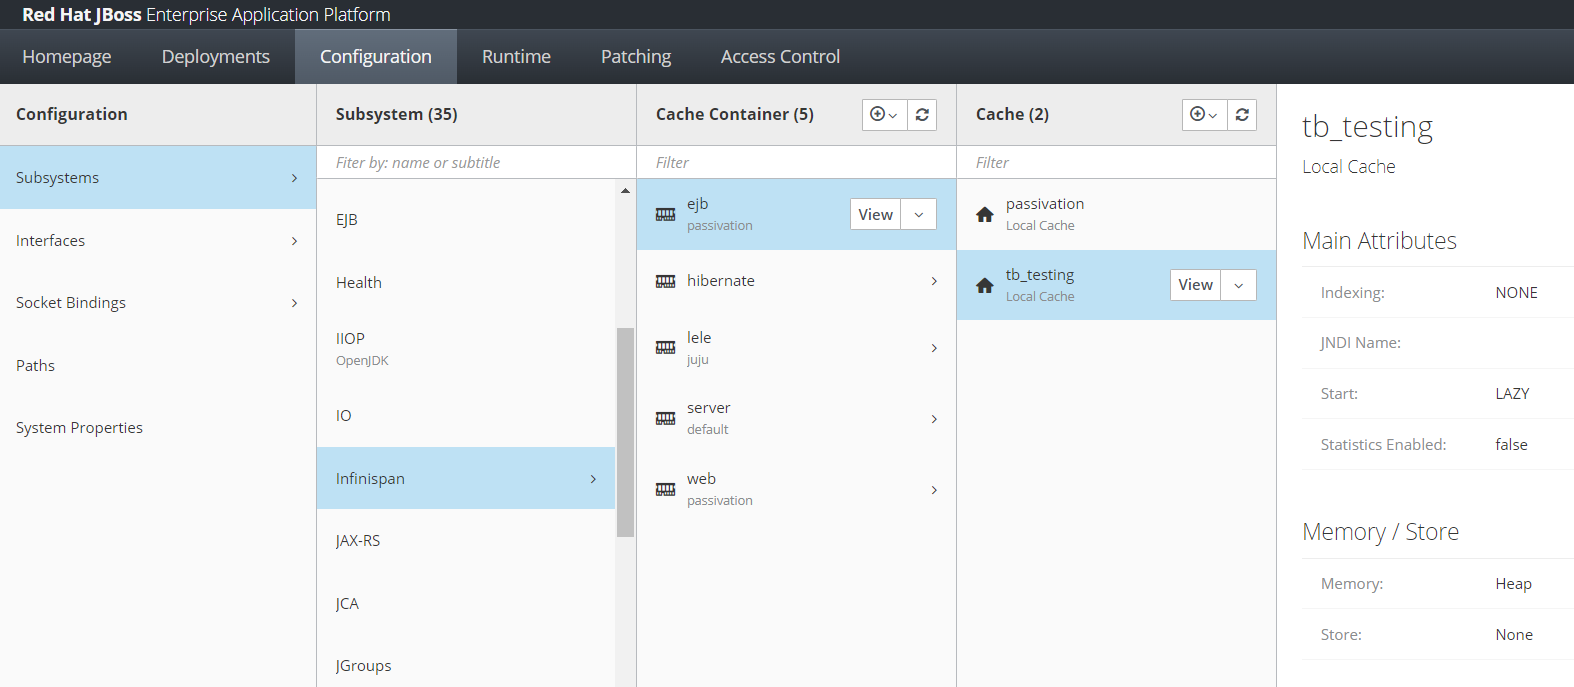 Red Hat JBoss Enterprise Application Platform
Homepage
Deployments
Configuration
Runtime
Patching
Access Control
Configuration
Subsystems
Interfaces
Socket Bindings
Paths
System Properties
Subsystem (35)
Fiter by: name or subtitle
EJB
Health
IIOP
OpenJDK
IO
Infinispan
JAX-RS
JCA
JGroups
Cache Container (5)
Filter
ejb
passivation
View
hibernate
lele
juju
server
default
web
passivation
Cache (2)
Filter
passivation
Local Cache
tb_testing
Local Cache
View
tb_testing
Local Cache
Main Attributes
Indexing: NONE
JNDI Name:
Start: LAZY
Statistics Enabled: false
Memory / Store
Memory: Heap
Store: None